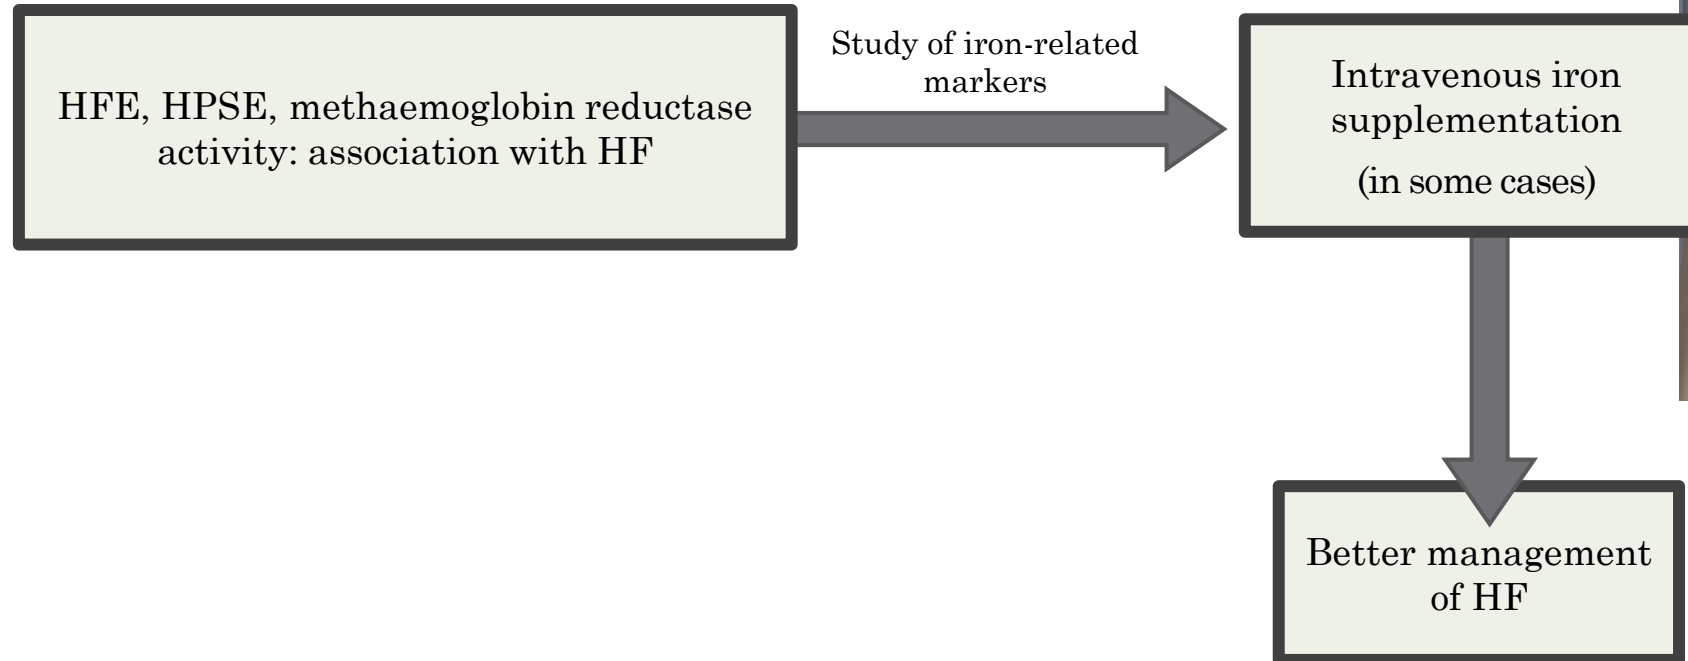 HFE, HPSE, methaemoglobin reductase
activity: association with HF
Study of iron-related
markers
Intravenous iron
supplementation
(in some cases)
Better management
of HF